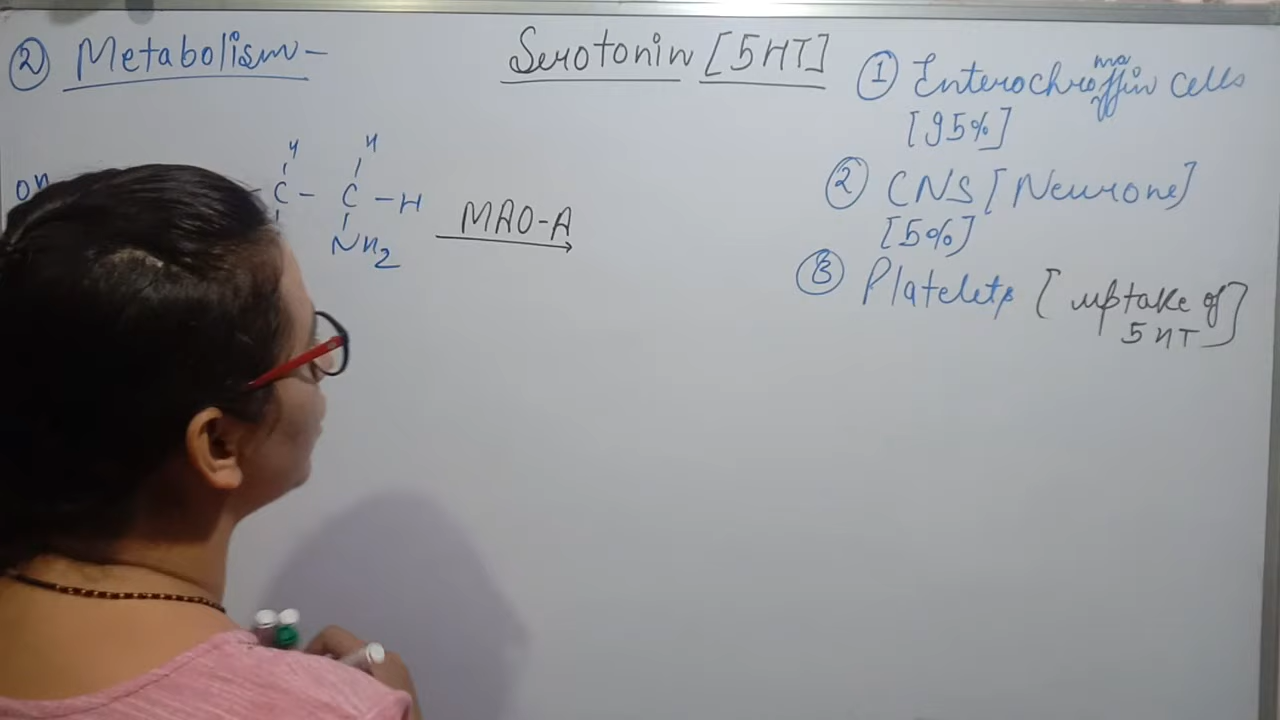 ② Metabolism-
Serotonin [5HT]
① Enterochromaffin cells
[95%]
② CNS [Neurone]
[5%]
③ Platelets [uptake of
5HT]
H H
OH C - C - H
NH2
MAO-A